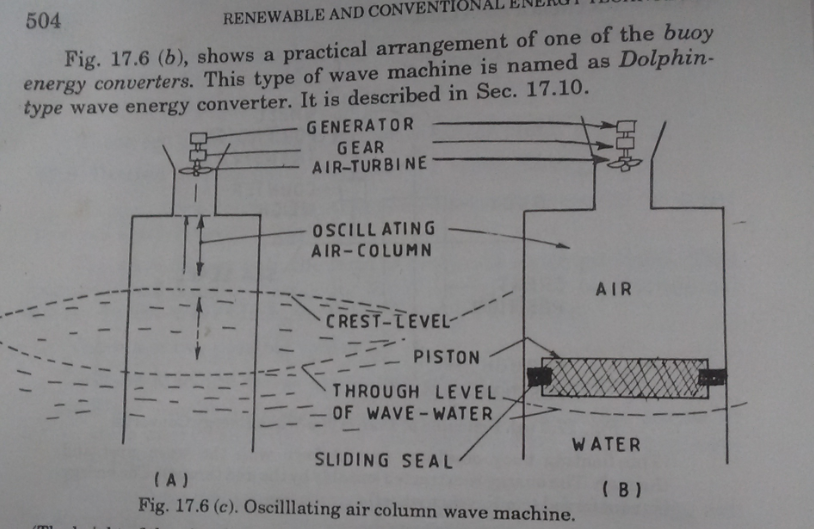 504
RENEWABLE AND CONVENTIONAL ENERGY
Fig. 17.6 (b), shows a practical arrangement of one of the buoy
energy converters. This type of wave machine is named as Dolphin-
type wave energy converter. It is described in Sec. 17.10.
GENERATOR
GEAR
AIR-TURBINE
OSCILLATING
AIR-COLUMN
AIR
CREST-LEVEL
PISTON
THROUGH LEVEL
OF WAVE-WATER
WATER
SLIDING SEAL
(A)
(B)
Fig. 17.6 (c). Oscilllating air column wave machine.